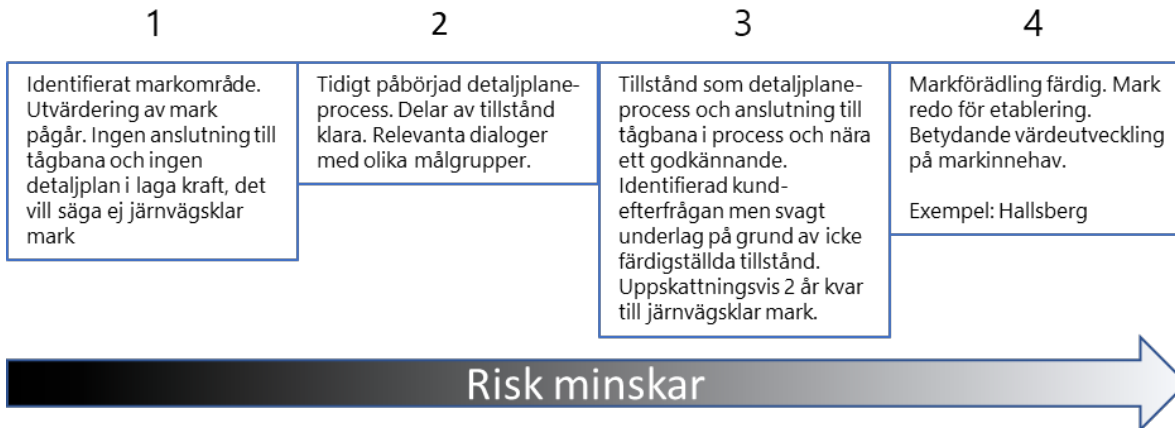 1
Identifierat markområde.
Utvärdering av mark
pågår. Ingen anslutning till
tågbana och ingen
detaljplan i laga kraft, det
vill säga ej järnvägsklar
mark
2
Tidigt påbörjad detaljplane-
process. Delar av tillstånd
klara. Relevanta dialoger
med olika målgrupper.
3
Tillstånd som detaljplane-
process och anslutning till
tågbana i process och nära
ett godkännande.
Identifierad kund-
efterfrågan men svagt
underlag på grund av icke
färdigställda tillstånd.
Uppskattningsvis 2 år kvar
till järnvägsklar mark.
4
Markförädling färdig. Mark
redo för etablering.
Betydande värdeutveckling
på markinnehav.
Exempel: Hallsberg
Risk minskar